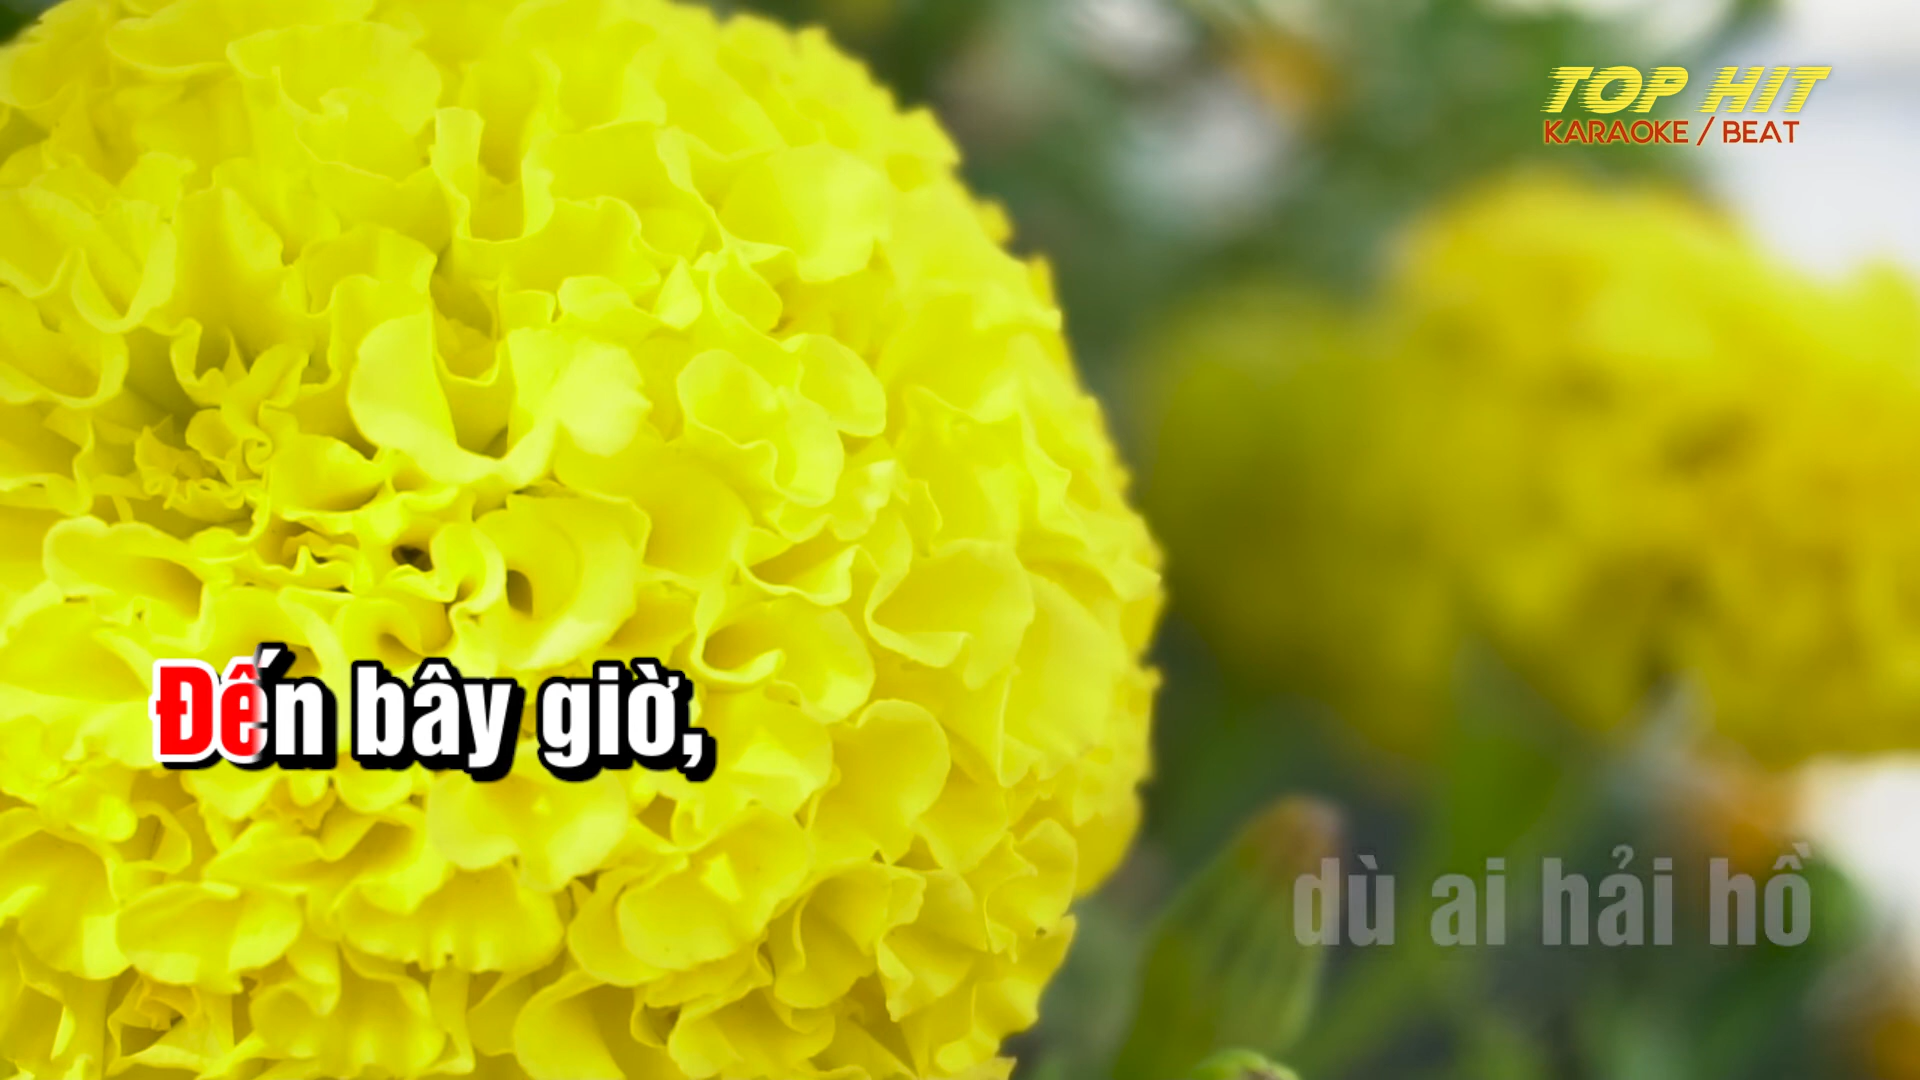 TOP HIT
KARAOKE / BEAT
Đến bây giờ,
dù ai hải hồ